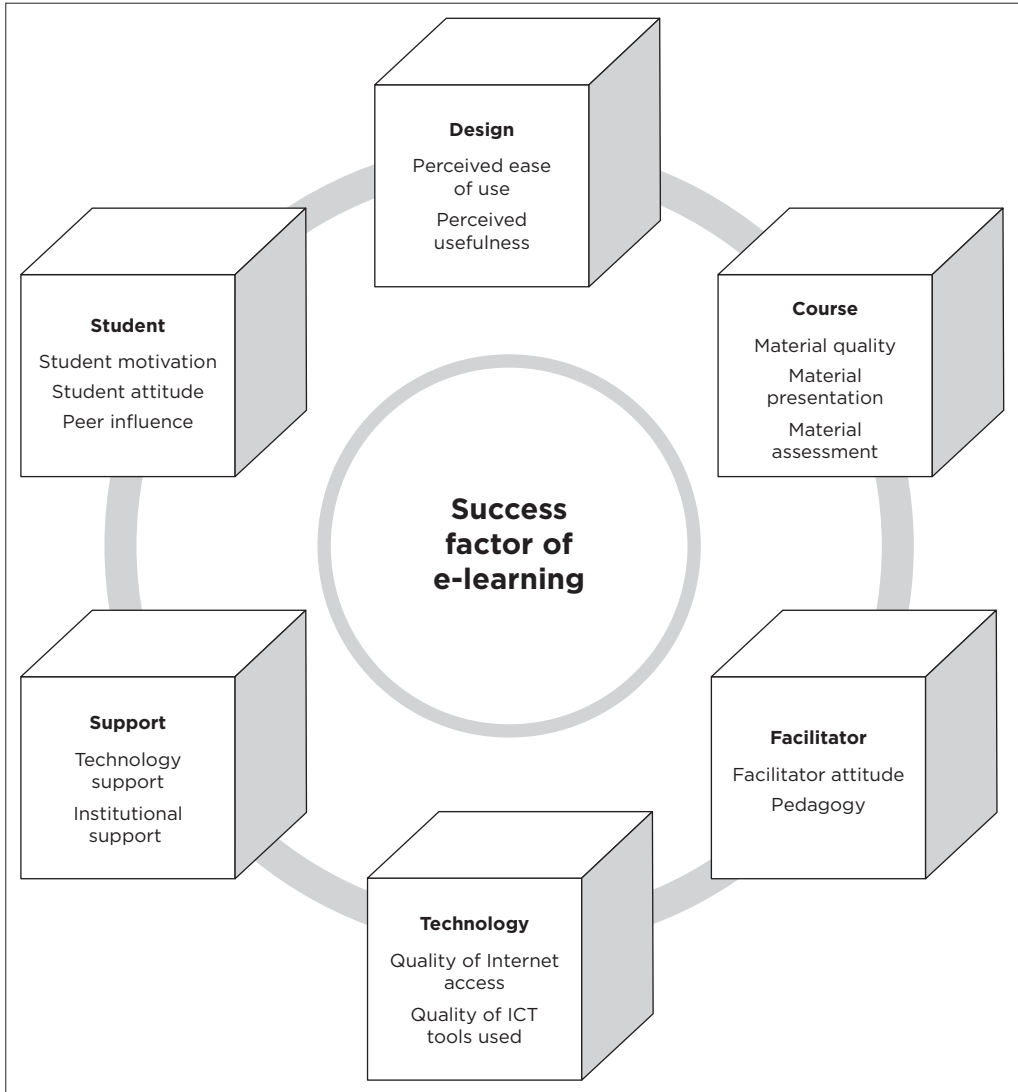 Design
Perceived ease
of use
Perceived
usefulness
Course
Material quality
Material
presentation
Material
assessment
Facilitator
Facilitator attitude
Pedagogy
Technology
Quality of Internet
access
Quality of ICT
tools used
Support
Technology
support
Institutional
support
Student
Student motivation
Student attitude
Peer influence
Success
factor of
e-learning